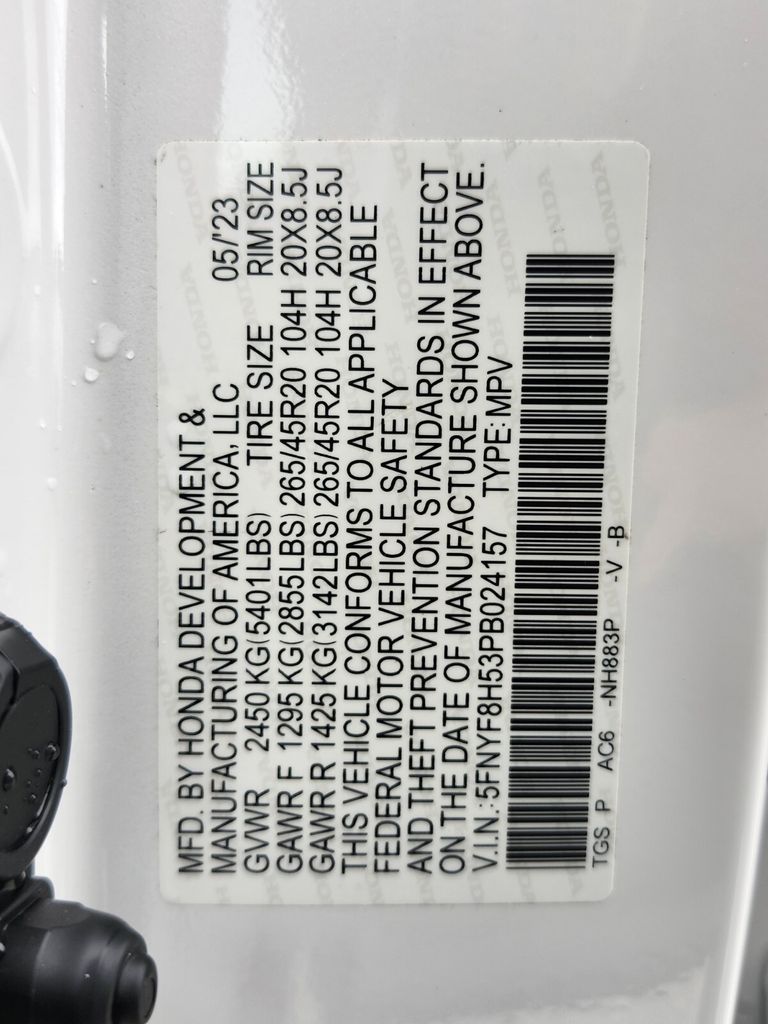 MFD. BY HONDA DEVELOPMENT &
MANUFACTURING OF AMERICA, LLC 05/'23
GVWR 2450 KG(5401LBS) TIRE SIZE RIM SIZE
GAWR F 1295 KG(2855LBS) 265/45R20 104H 20X8.5J
GAWR R 1425 KG(3142LBS) 265/45R20 104H 20X8.5J
THIS VEHICLE CONFORMS TO ALL APPLICABLE
FEDERAL MOTOR VEHICLE SAFETY
AND THEFT PREVENTION STANDARDS IN EFFECT
ON THE DATE OF MANUFACTURE SHOWN ABOVE.
V.I.N.:5FNYF8H53PB024157 TYPE:MPV
TGS P AC6 -NH883P -V -B